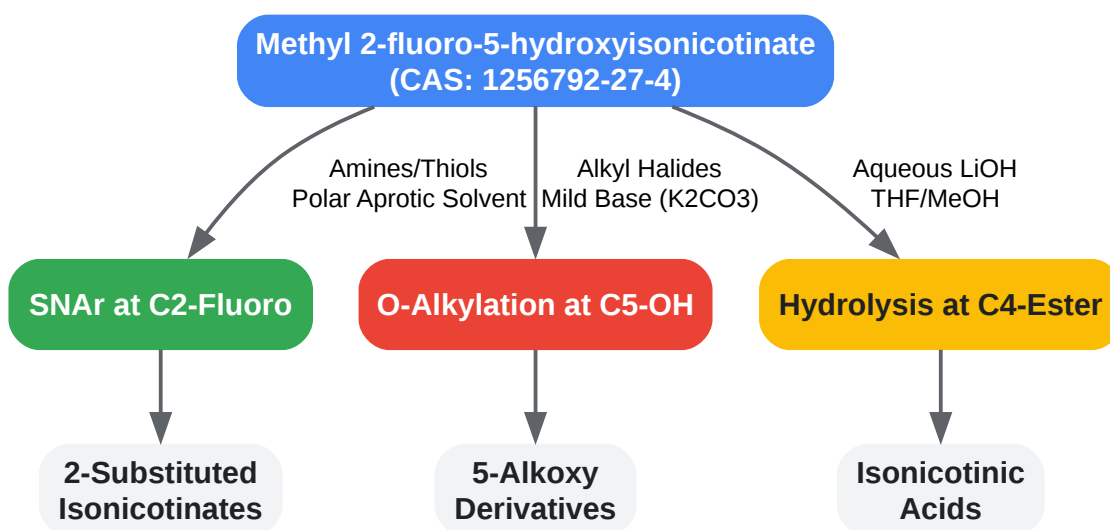 Methyl 2-fluoro-5-hydroxyisonicotinate
(CAS: 1256792-27-4)
Amines/Thiols
Polar Aprotic Solvent
Alkyl Halides
Mild Base (K2CO3)
Aqueous LiOH
THF/MeOH
SNAr at C2-Fluoro
O-Alkylation at C5-OH
Hydrolysis at C4-Ester
2-Substituted
Isonicotinates
5-Alkoxy
Derivatives
Isonicotinic
Acids